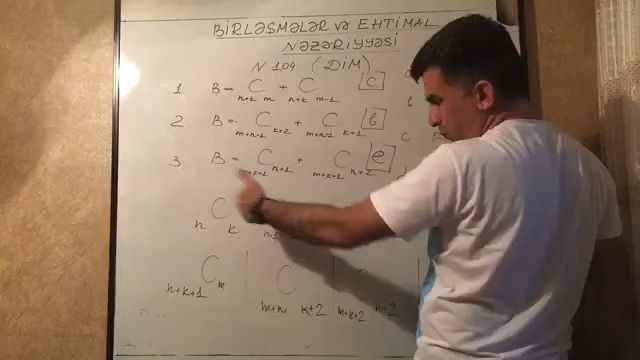 BİRLƏŞMƏLƏR VƏ EHTİMAL
NƏZƏRİYYƏSİ
N 104 (DİM)
1 B = C n+k m + C n+k m-1 C
2. B = C m+n-1 k+2 + C m+n-1 k+1 B
3 B = C n+1 + C m+k+1 n+2 e
C n k n-1
C n+k+1 m C m+n k+2 m+k+2 n+2